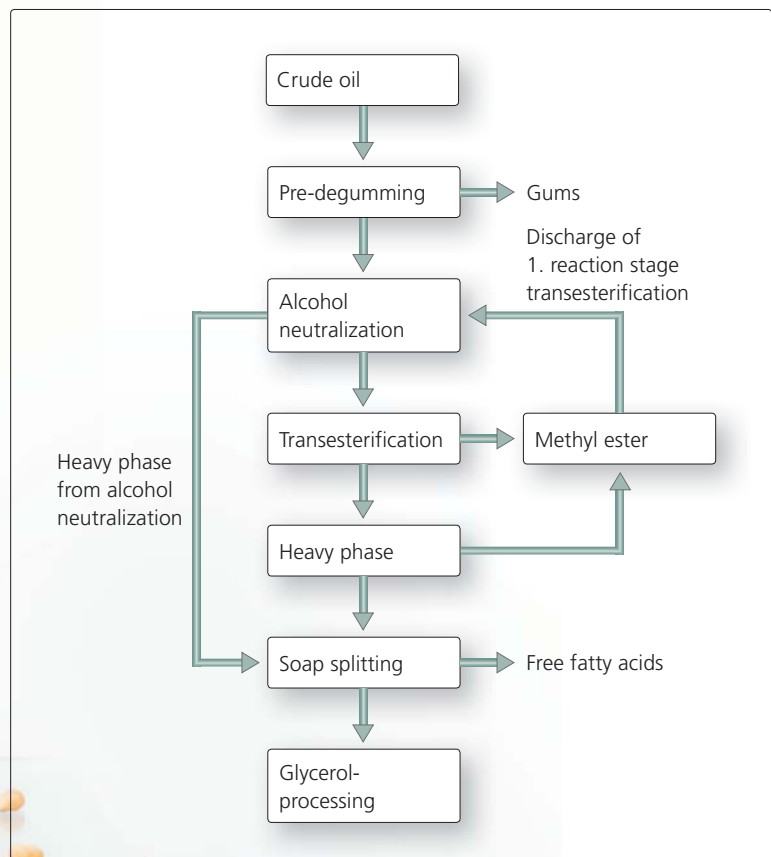 Crude oil
Pre-degumming
Gums
Discharge of
1. reaction stage
transesterification
Alcohol
neutralization
Transesterification
Methyl ester
Heavy phase
from alcohol
neutralization
Heavy phase
Soap splitting
Free fatty acids
Glycerol-
processing